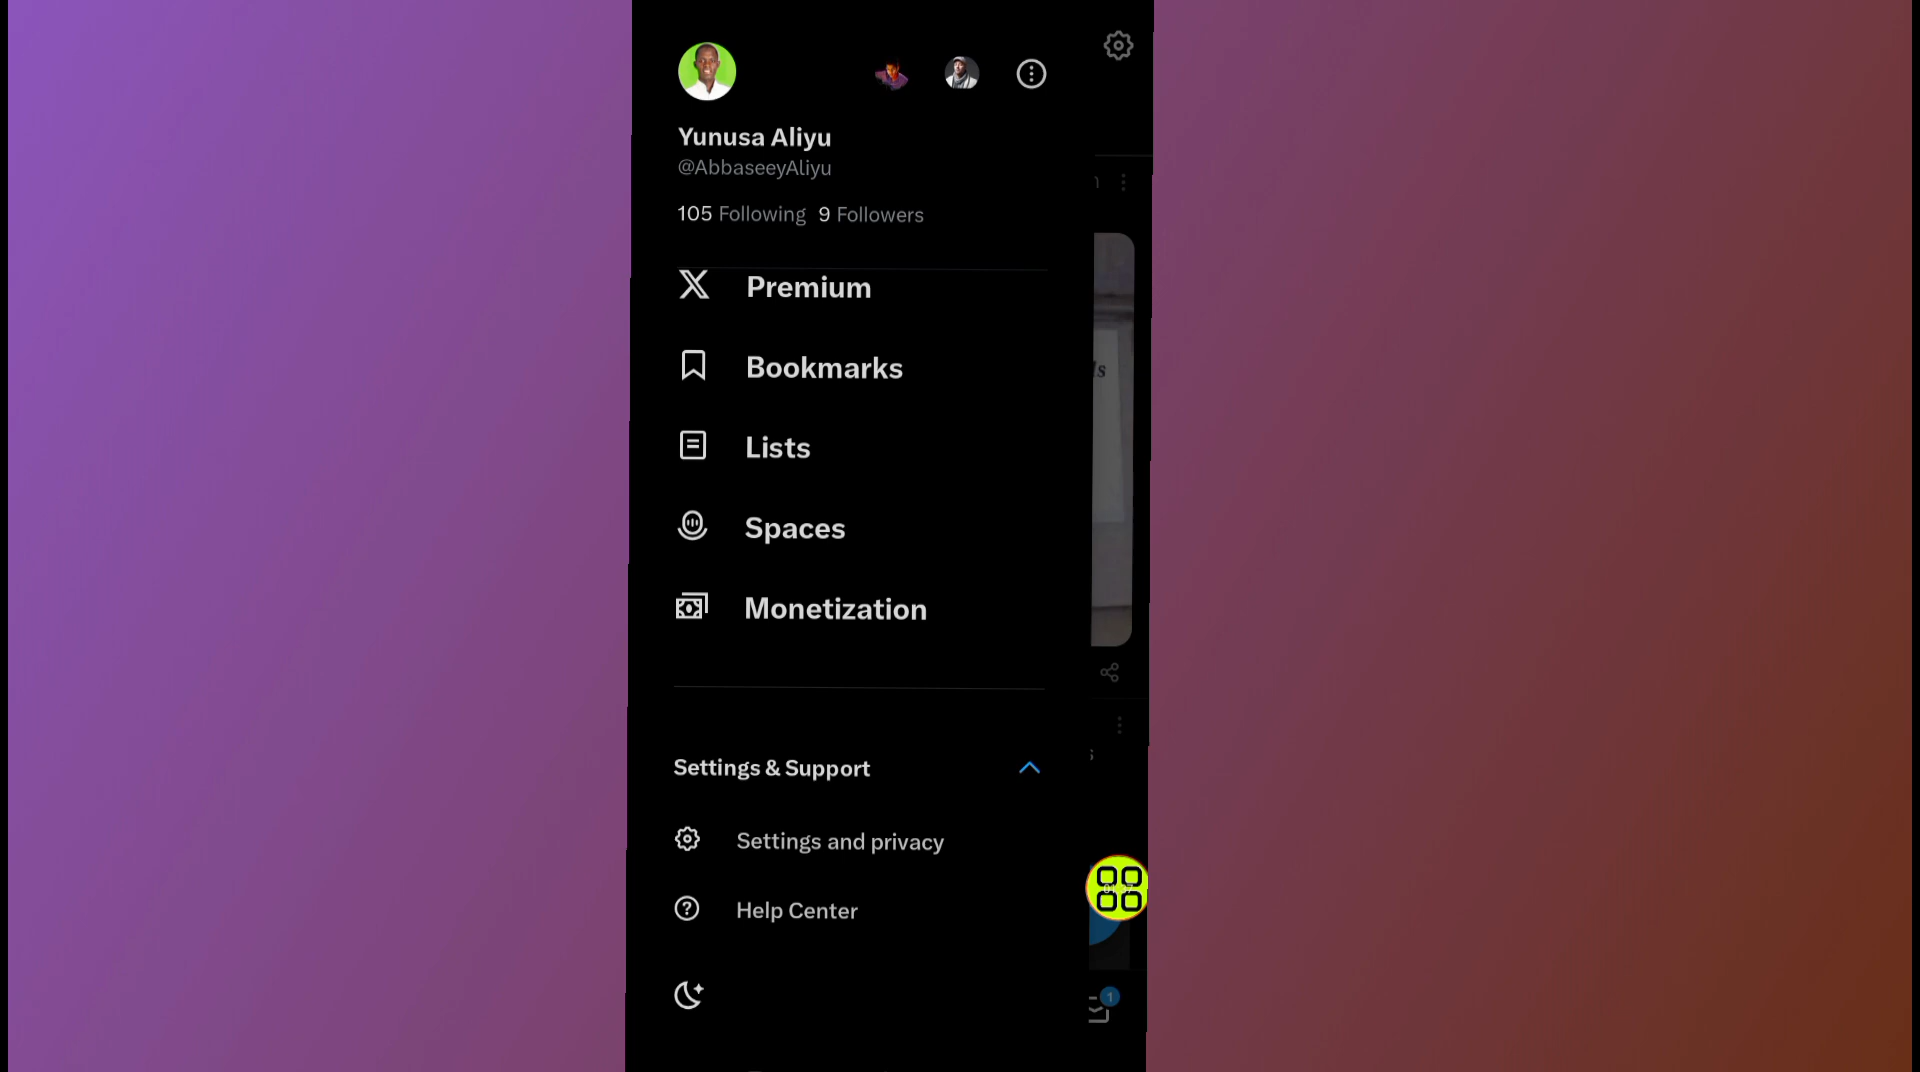 Yunusa Aliyu
@AbbaseeyAliyu
105 Following 9 Followers
Premium
Bookmarks
Lists
Spaces
Monetization
Settings & Support
Settings and privacy
Help Center
1